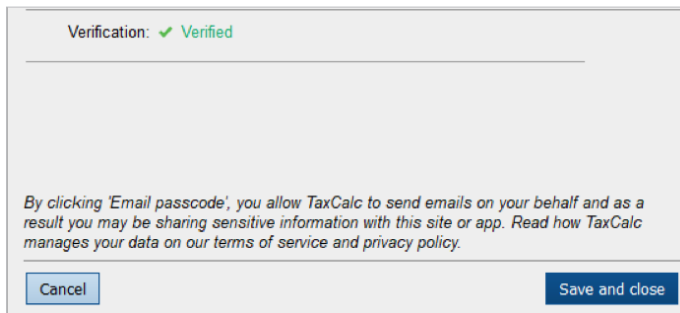 Verification: ✔ Verified
By clicking 'Email passcode', you allow TaxCalc to send emails on your behalf and as a
result you may be sharing sensitive information with this site or app. Read how TaxCalc
manages your data on our terms of service and privacy policy.
Cancel Save and close